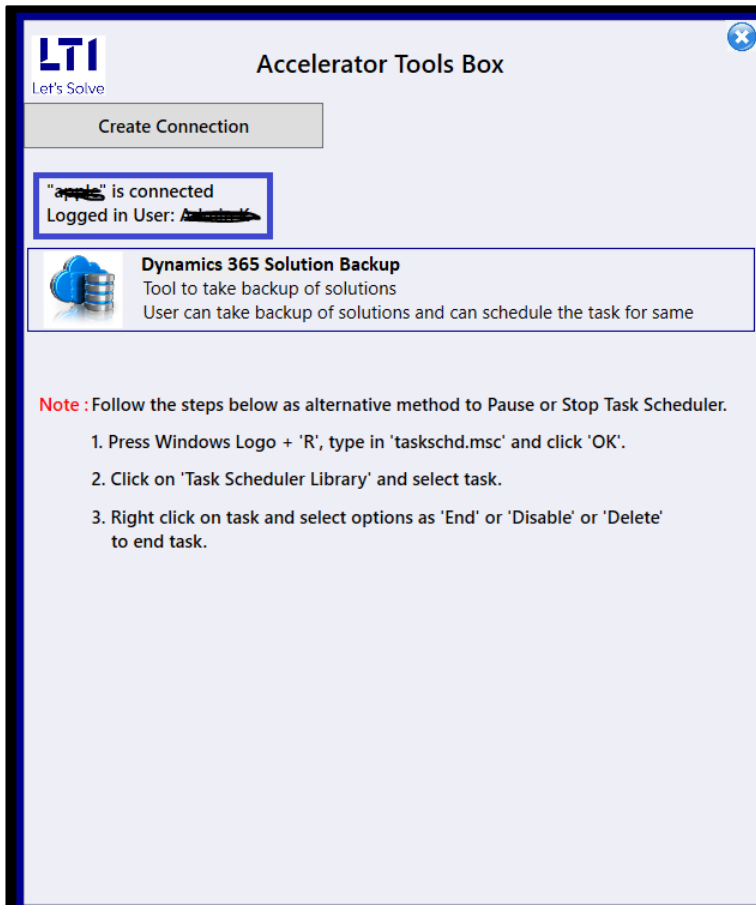 LTI
Let's Solve
Accelerator Tools Box
Create Connection
"apple" is connected
Logged in User:
Dynamics 365 Solution Backup
Tool to take backup of solutions
User can take backup of solutions and can schedule the task for same
Note : Follow the steps below as alternative method to Pause or Stop Task Scheduler.
1. Press Windows Logo + 'R', type in 'taskschd.msc' and click 'OK'.
2. Click on 'Task Scheduler Library' and select task.
3. Right click on task and select options as 'End' or 'Disable' or 'Delete'
to end task.